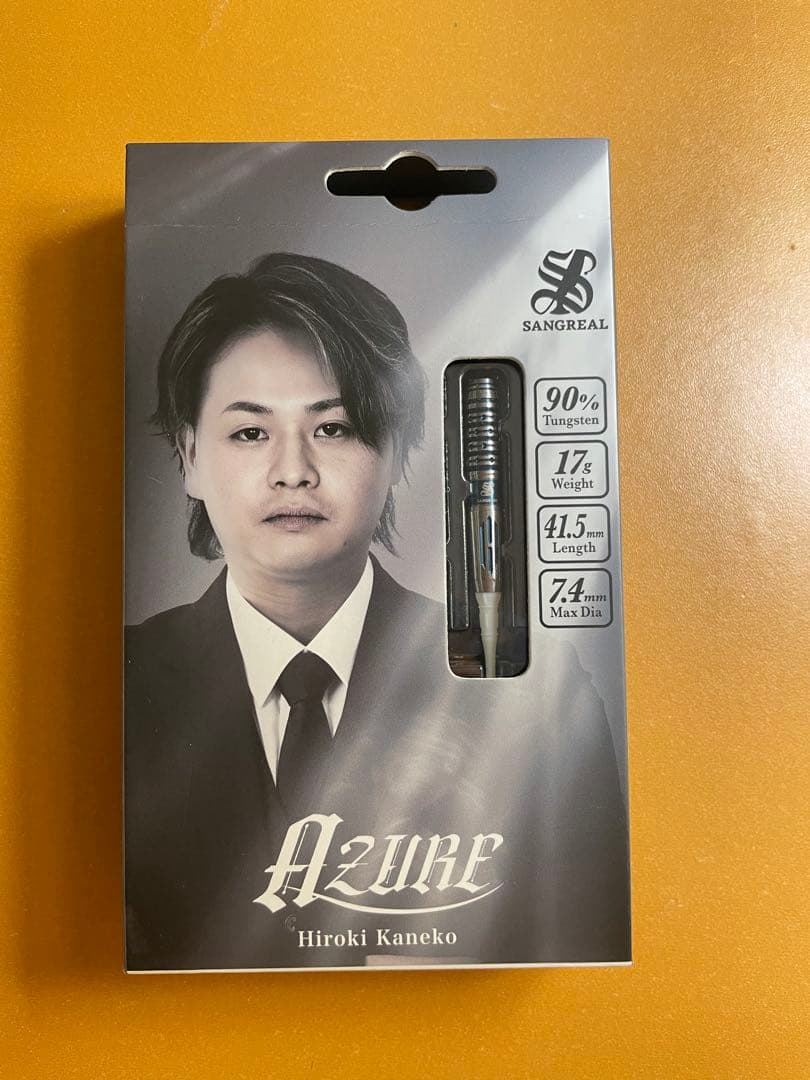 SANGREAL
90%
Tungsten
17g
Weight
41.5mm
Length
7.4mm
Max Dia
AZURE
Hiroki Kaneko